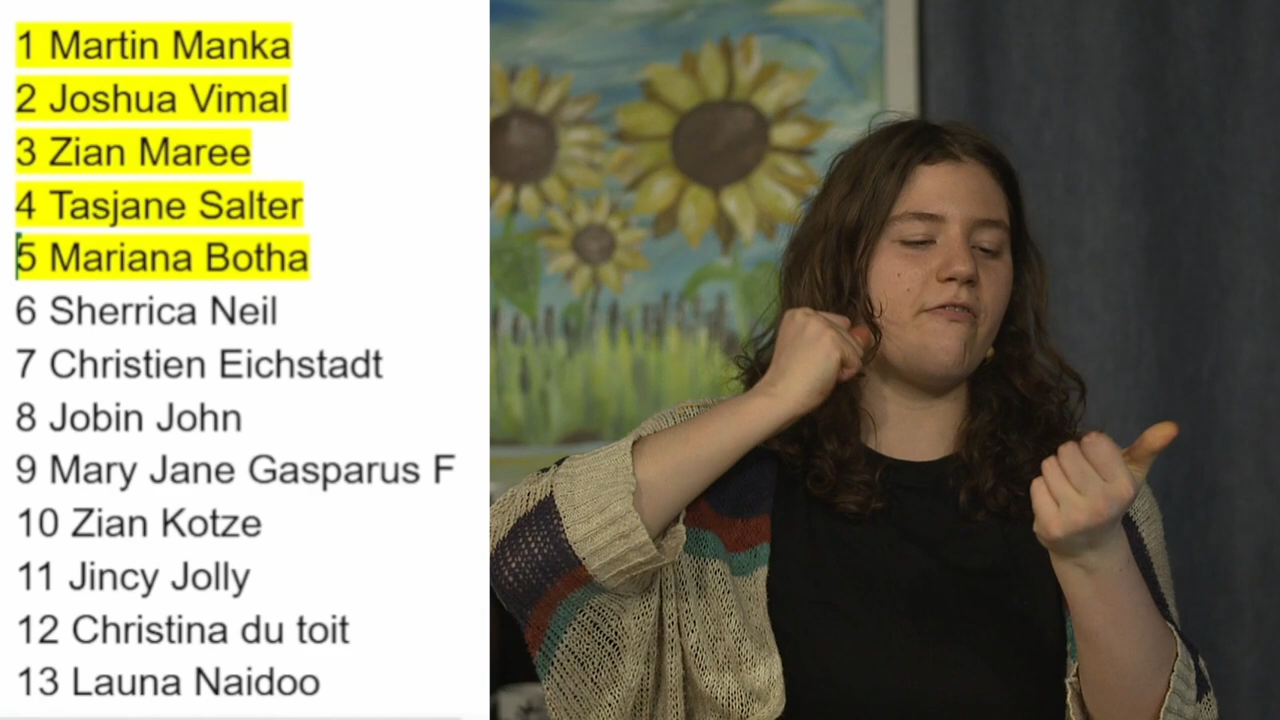 1 Martin Manka
2 Joshua Vimal
3 Zian Maree
4 Tasjane Salter
5 Mariana Botha
6 Sherrica Neil
7 Christien Eichstadt
8 Jobin John
9 Mary Jane Gasparus F
10 Zian Kotze
11 Jincy Jolly
12 Christina du toit
13 Launa Naidoo